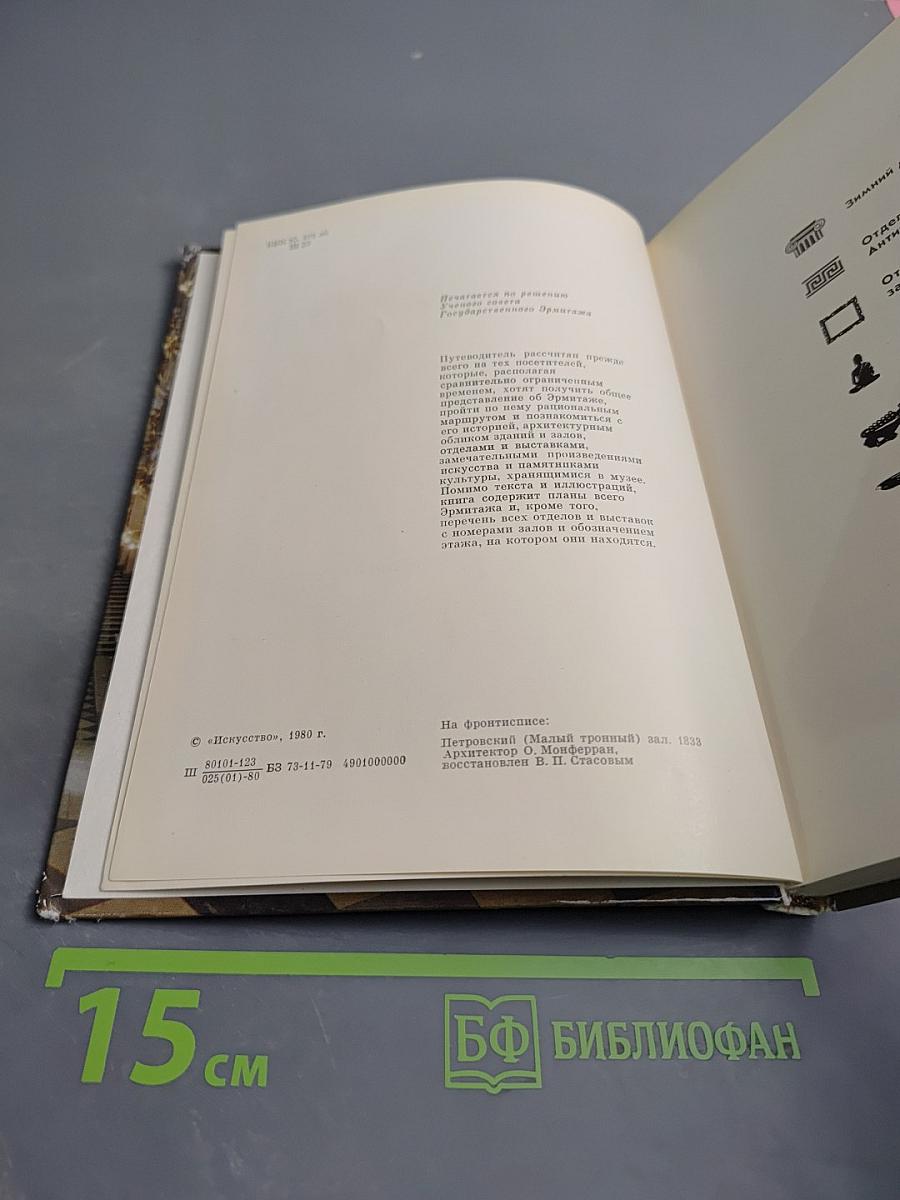 Печатается по решению
Ученого совета
Государственного Эрмитажа
Путеводитель рассчитан прежде
всего на тех посетителей,
которые, располагая
сравнительно ограниченным
временем, хотят получить общее
представление об Эрмитаже,
пройти по нему рациональным
маршрутом и познакомиться с
его историей, архитектурным
обликом зданий и залов,
отделами и выставками,
замечательными произведениями
искусства и памятниками
культуры, хранящимися в музее.
Помимо текста и иллюстраций,
книга содержит планы всего
Эрмитажа и, кроме того,
перечень всех отделов и выставок
с номерами залов и обозначением
этажа, на котором они находятся.
© «Искусство», 1980 г.
Ш 80101-123
025(01)-80 БЗ 73-11-79 4901000000
На фронтисписе:
Петровский (Малый тронный) зал. 1833
Архитектор О. Монферран,
восстановлен В. П. Стасовым
Зимний
15 см
БФ БИБЛИОФАН